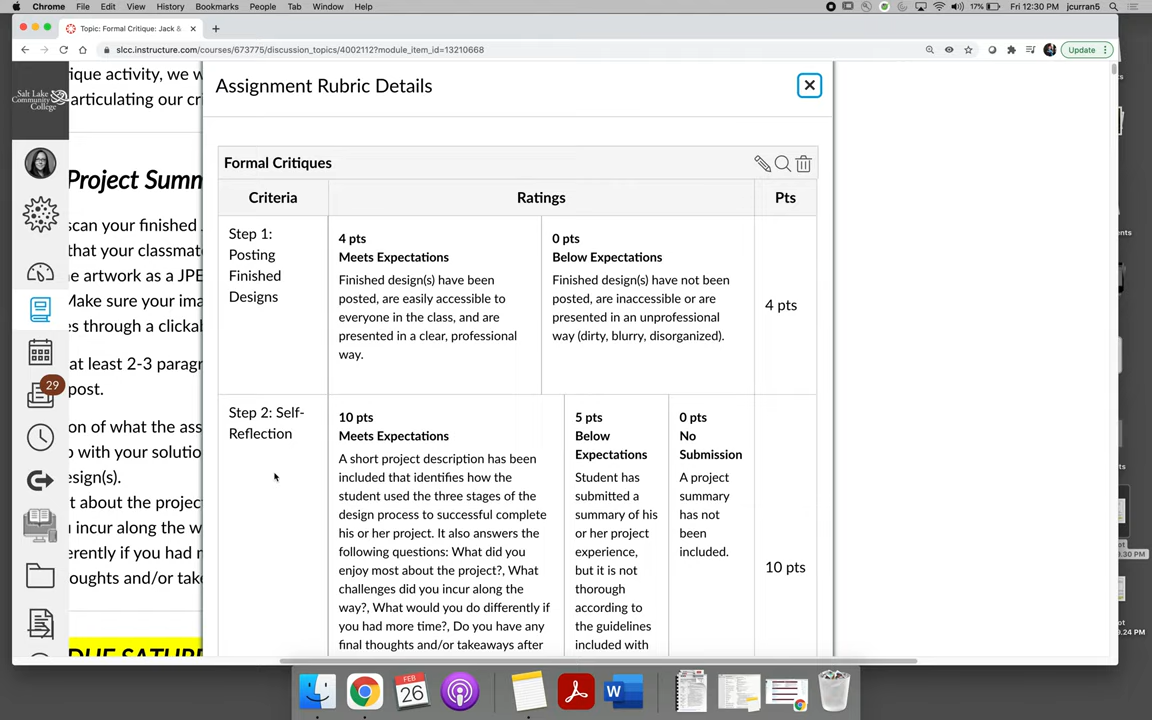 Chrome File Edit View History Bookmarks People Tab Window Help
17% Fri 12:30 PM jcurran5
Topic: Formal Critique: Jack &
slcc.instructure.com/courses/673775/discussion_topics/4002112?module_item_id=13210668
Update
Salt Lake
Community
College
ique activity, we w
articulating our cri
Project Summ
scan your finished
that your classmate
e artwork as a JPE
Make sure your ima
es through a clickab
at least 2-3 paragr
post.
on of what the ass
p with your solutio
esign(s).
t about the project
u incur along the w
erently if you had m
oughts and/or take
DUE SATUR
29
Assignment Rubric Details
Formal Critiques
Criteria
Ratings
Pts
Step 1:
Posting
Finished
Designs
4 pts
Meets Expectations
Finished design(s) have been
posted, are easily accessible to
everyone in the class, and are
presented in a clear, professional
way.
0 pts
Below Expectations
Finished design(s) have not been
posted, are inaccessible or are
presented in an unprofessional
way (dirty, blurry, disorganized).
4 pts
Step 2: Self-
Reflection
10 pts
Meets Expectations
A short project description has been
included that identifies how the
student used the three stages of the
design process to successful complete
his or her project. It also answers the
following questions: What did you
enjoy most about the project?, What
challenges did you incur along the
way?, What would you do differently if
you had more time?, Do you have any
final thoughts and/or takeaways after
5 pts
Below
Expectations
Student has
submitted a
summary of his
or her project
experience,
but it is not
thorough
according to
the guidelines
included with
0 pts
No
Submission
A project
summary
has not
been
included.
10 pts
FEB
26
W